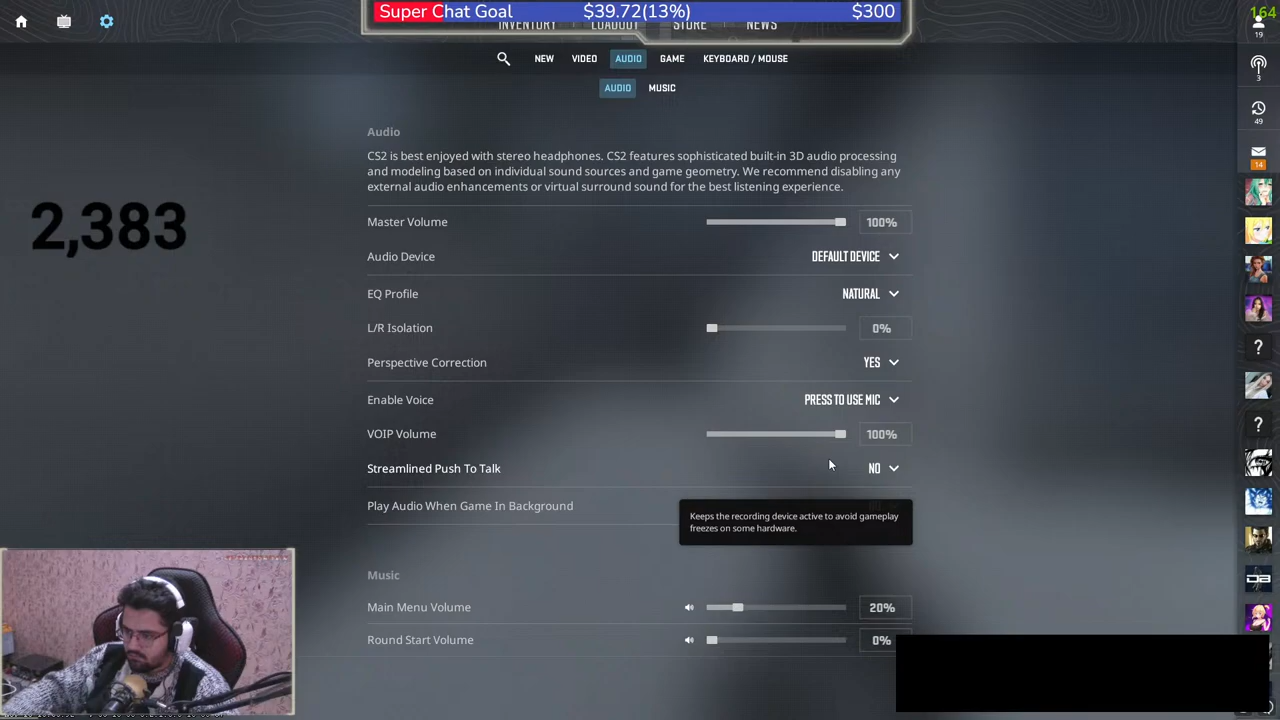 Super Chat Goal $39.72(13%) $300
164
INVENTORY LOADOUT STORE NEWS
19
NEW VIDEO AUDIO GAME KEYBOARD / MOUSE
3
AUDIO MUSIC
49
Audio
CS2 is best enjoyed with stereo headphones. CS2 features sophisticated built-in 3D audio processing
and modeling based on individual sound sources and game geometry. We recommend disabling any
external audio enhancements or virtual surround sound for the best listening experience.
14
2,383
Master Volume 100%
Audio Device DEFAULT DEVICE
EQ Profile NATURAL
L/R Isolation 0%
Perspective Correction YES
?
Enable Voice PRESS TO USE MIC
?
VOIP Volume 100%
Streamlined Push To Talk NO
Play Audio When Game In Background
Keeps the recording device active to avoid gameplay
freezes on some hardware.
Music
Main Menu Volume 20%
Round Start Volume 0%